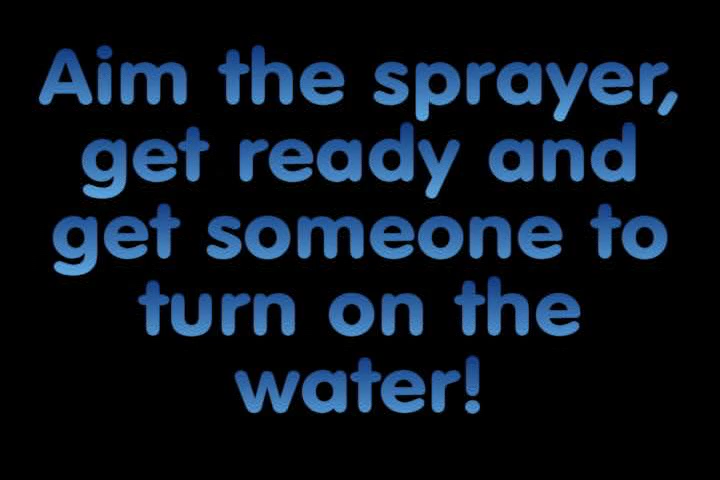 Aim the sprayer,
get ready and
get someone to
turn on the
water!